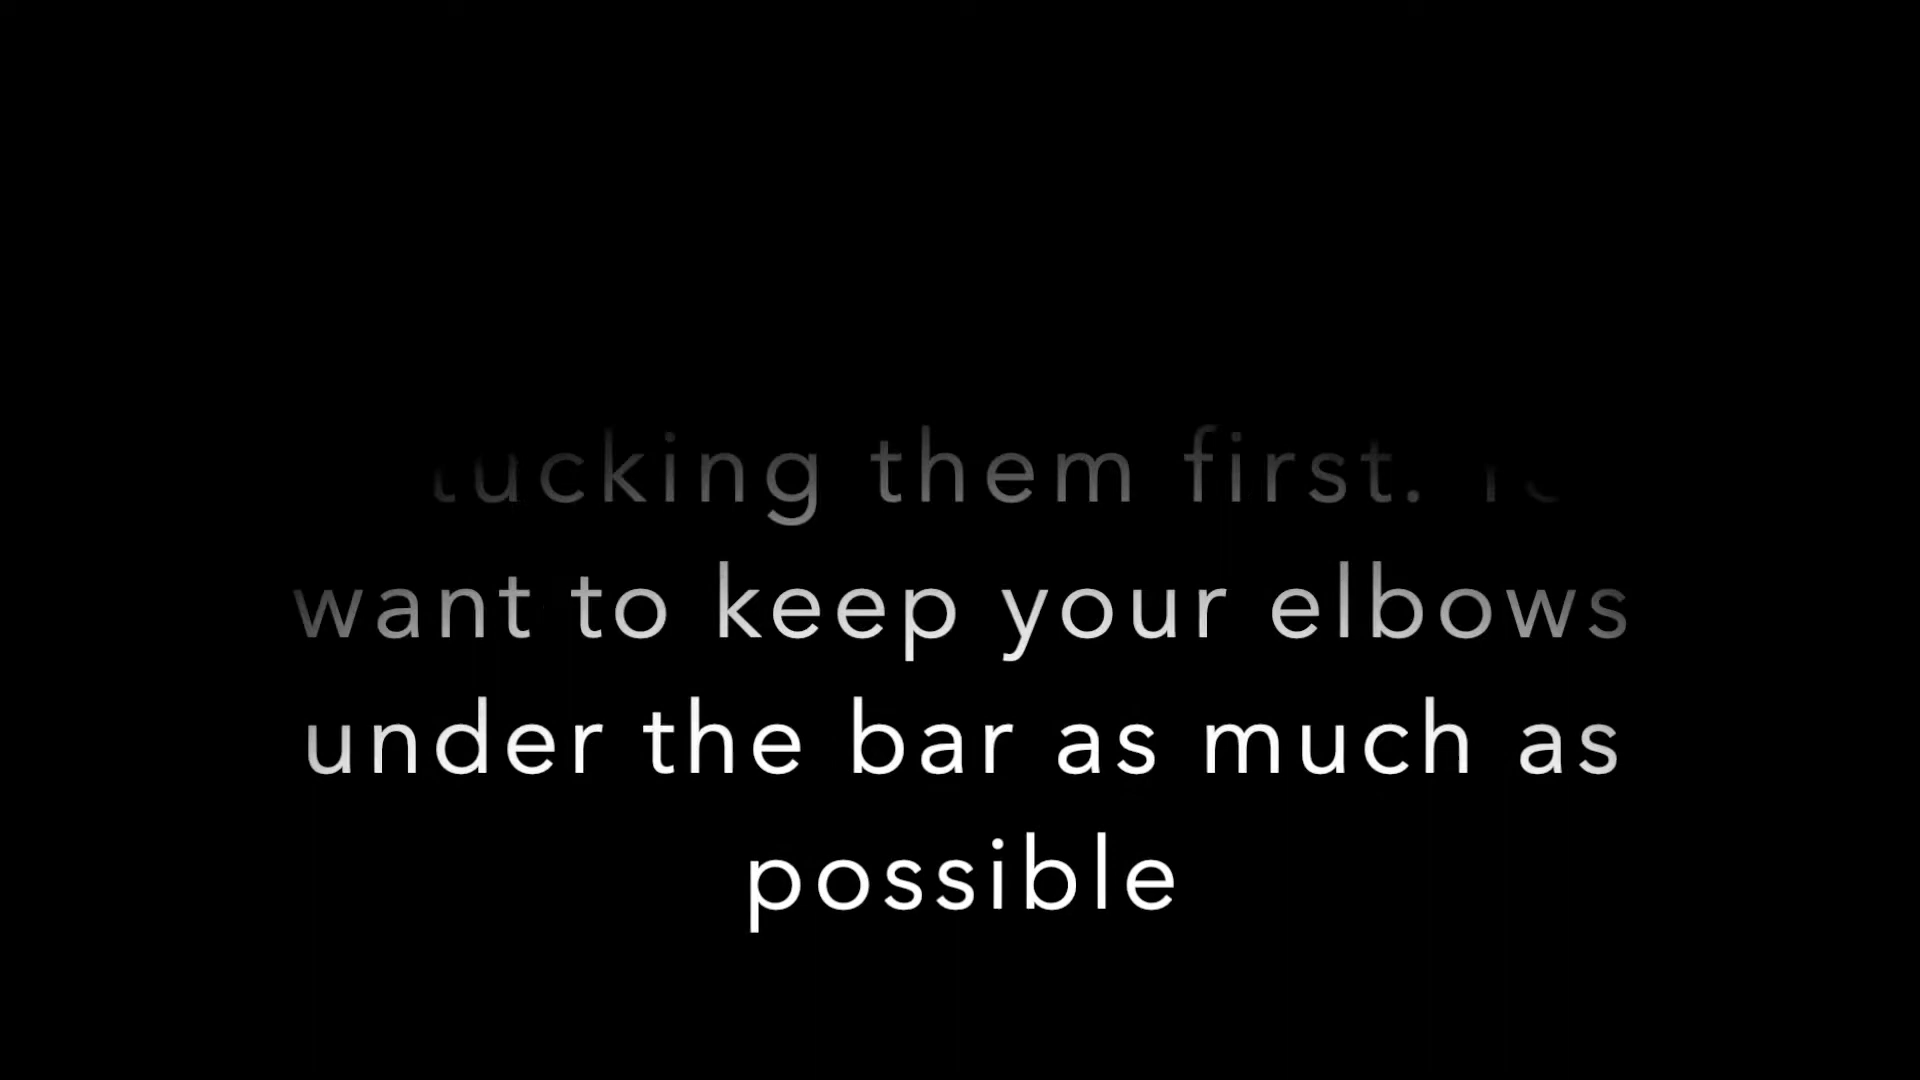 tucking them first.
want to keep your elbows
under the bar as much as
possible